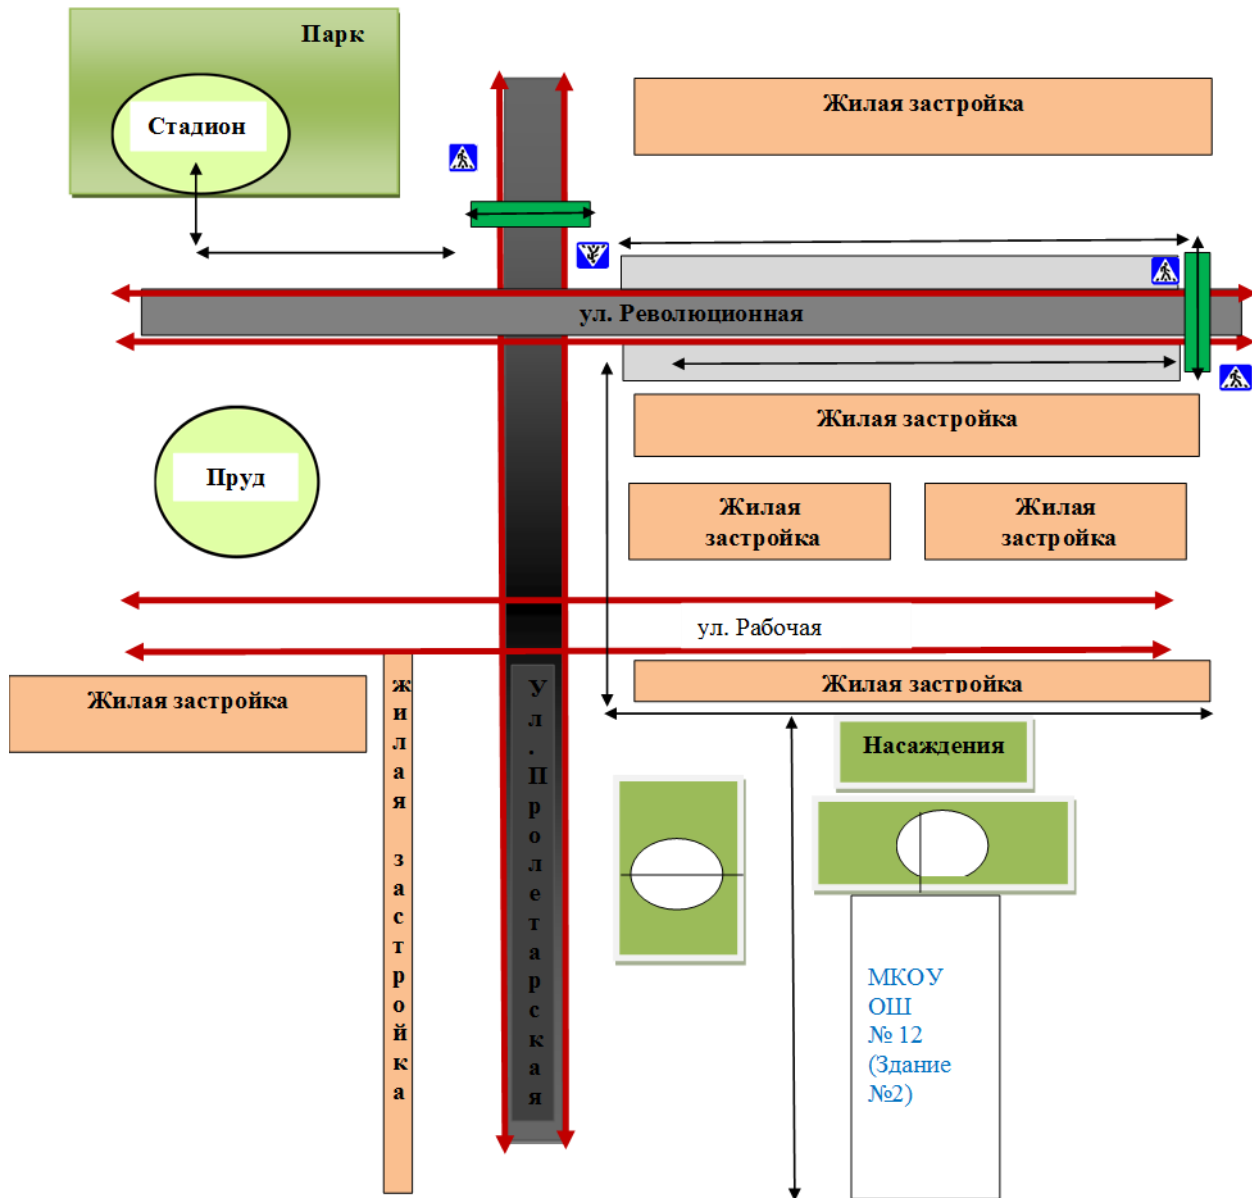 Парк
Жилая застройка
Стадион
ул. Революционная
Жилая застройка
Пруд
Жилая
застройка
Жилая
застройка
ул. Рабочая
Жилая застройка
Жилая застройка
жилая застройка
Ул. Пролетарская
Насаждения
МКОУ
ОШ
№ 12
(Здание
№2)